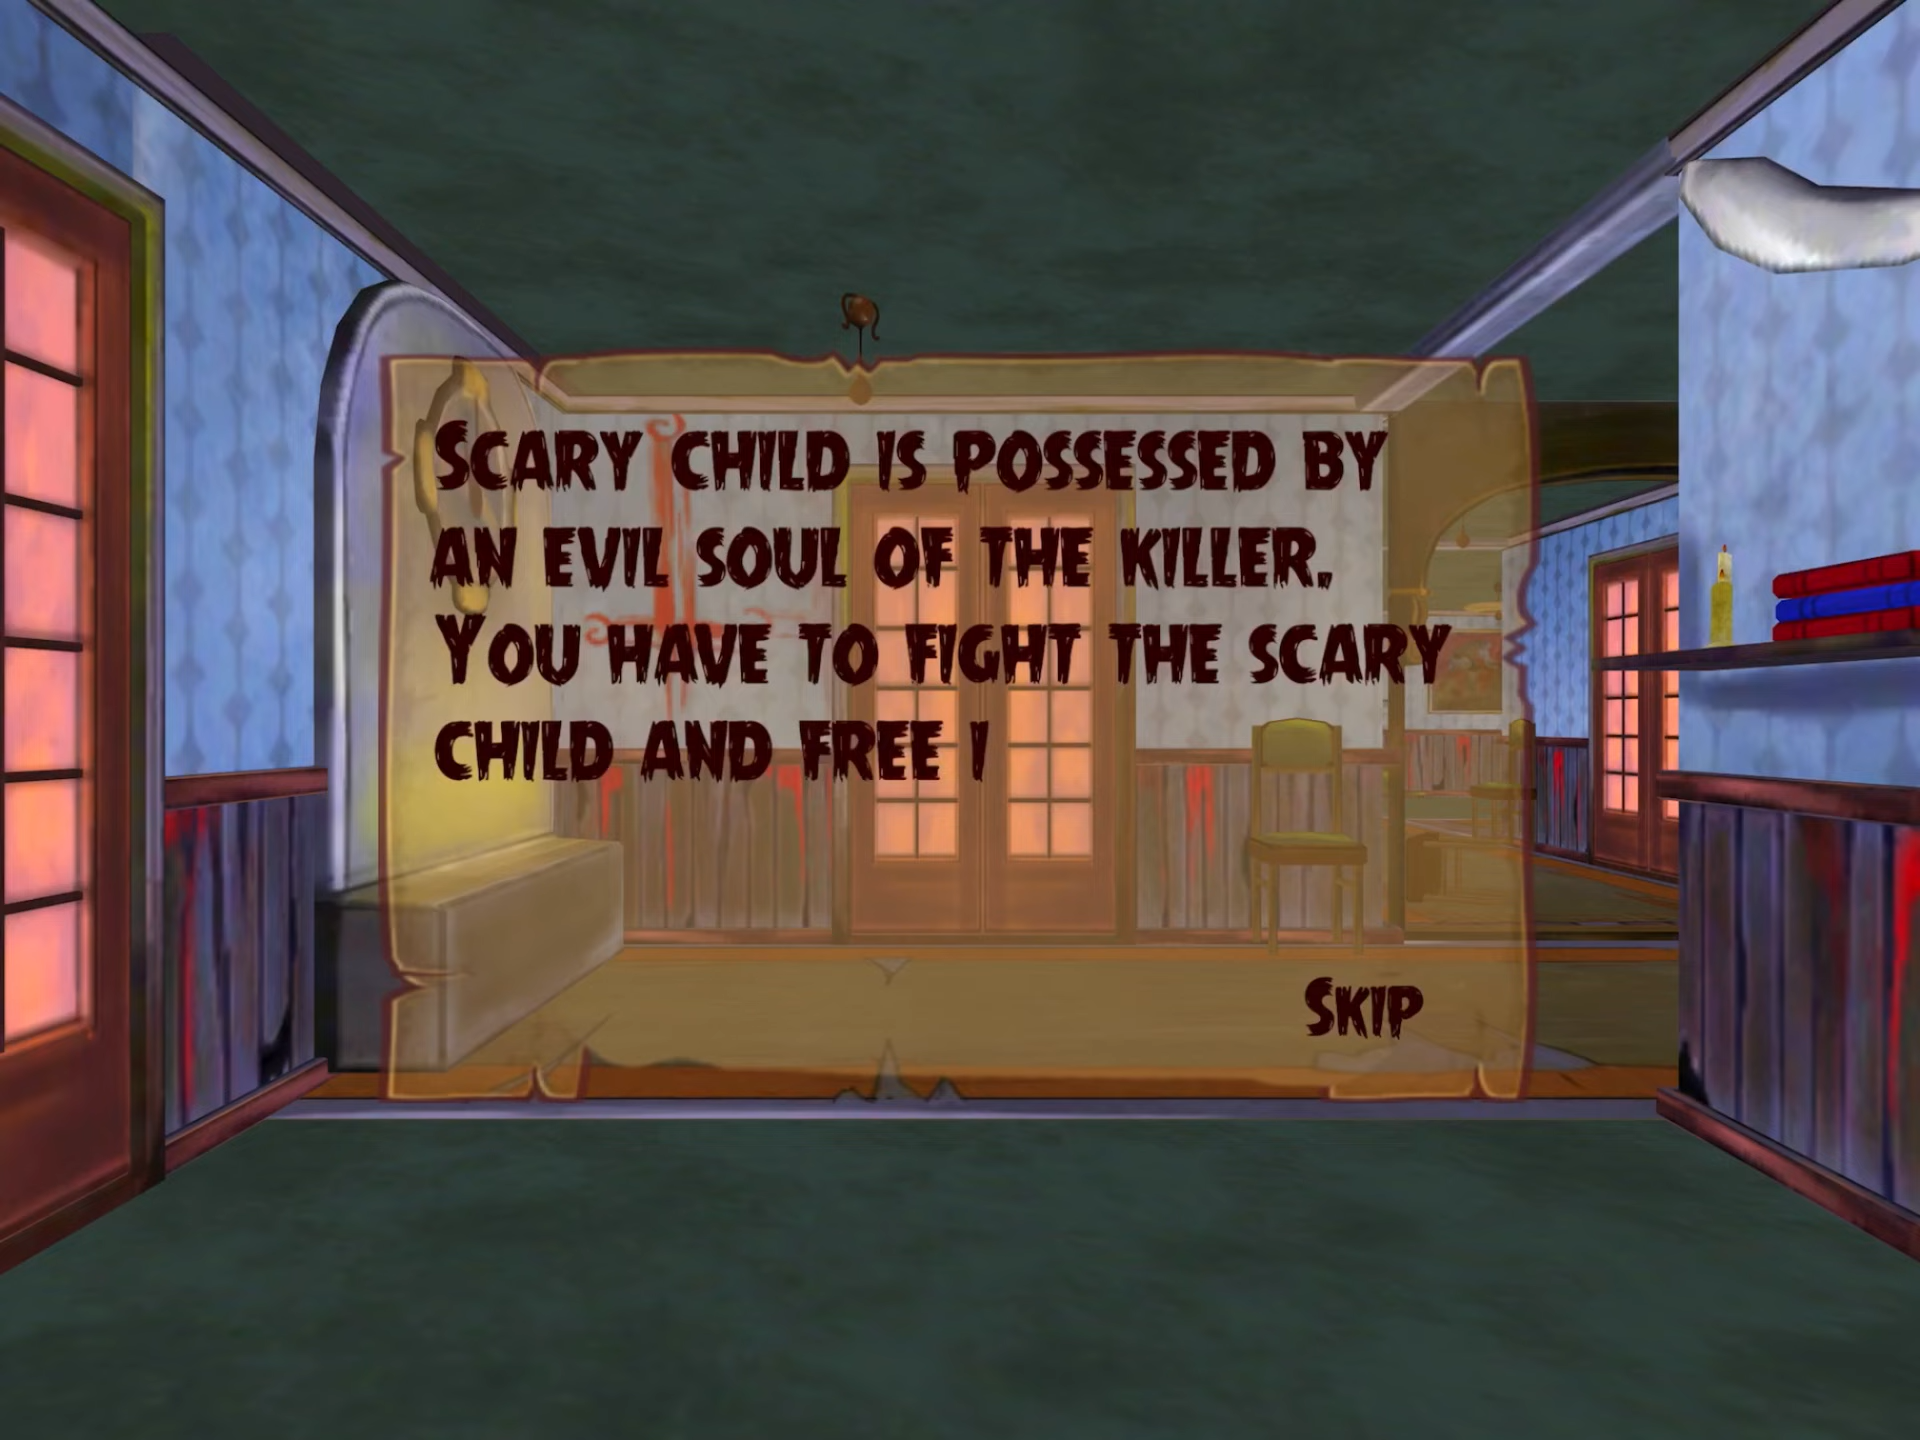 Scary child is possessed by
an evil soul of the killer.
You have to fight the scary
child and free i
Skip